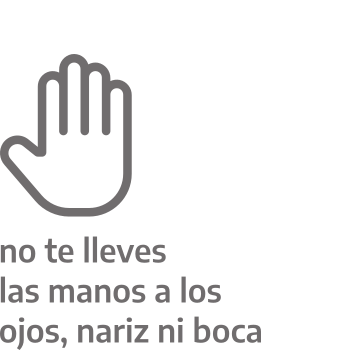 no te lleves
las manos a los
ojos, nariz ni boca